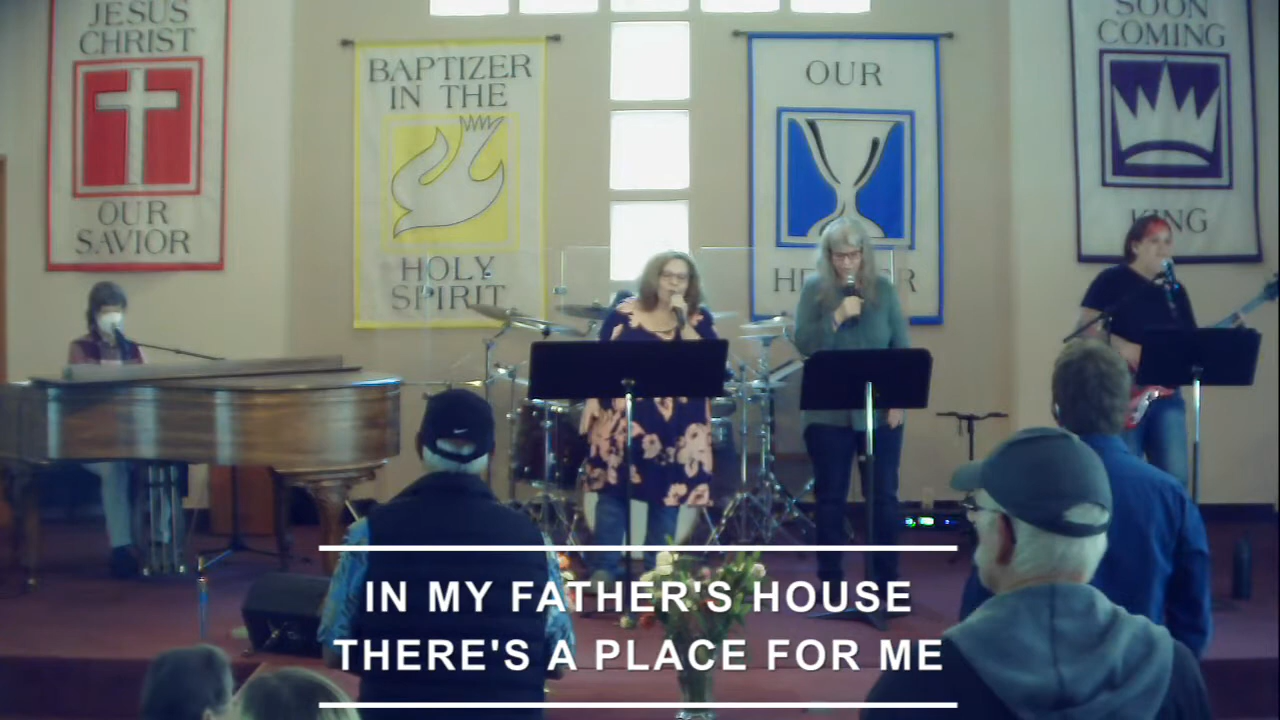 JESUS
CHRIST
OUR
SAVIOR
BAPTIZER
IN THE
HOLY
SPIRIT
OUR
SOON
COMING
KING
IN MY FATHER'S HOUSE
THERE'S A PLACE FOR ME